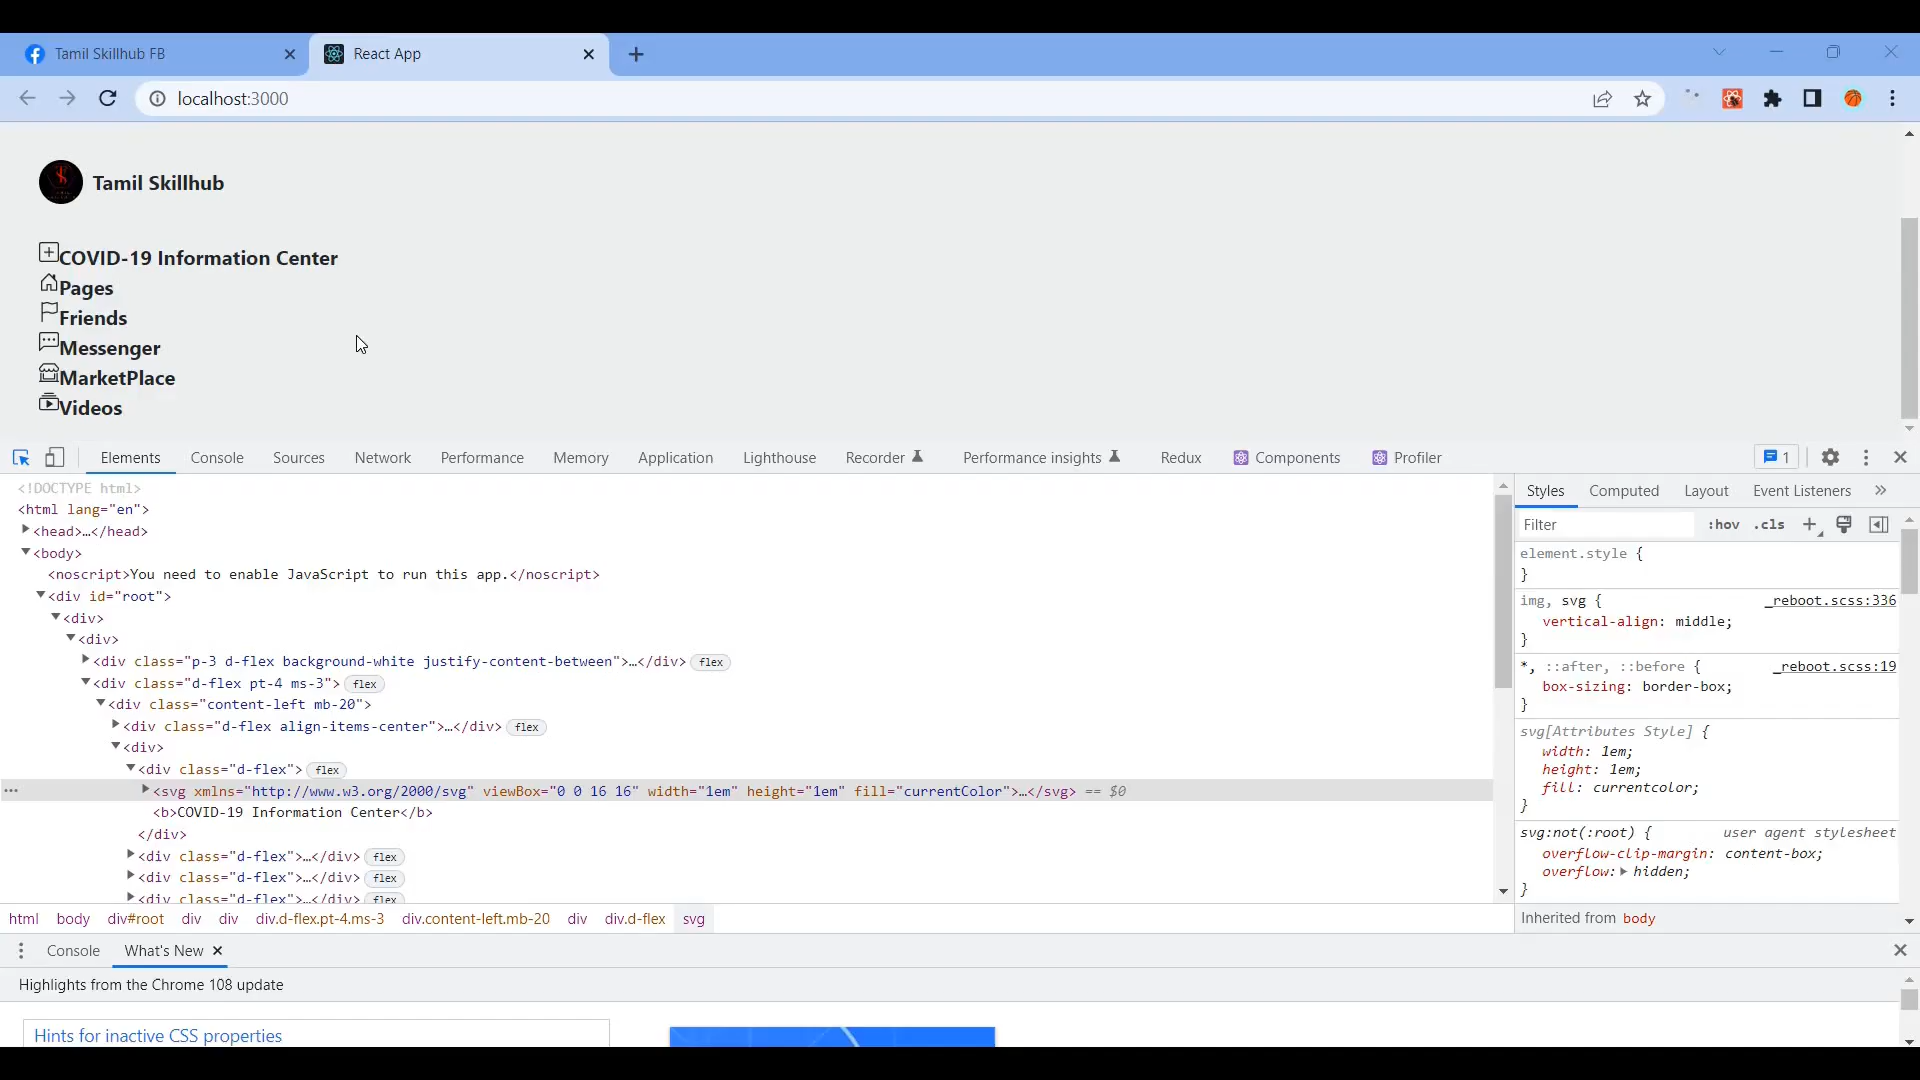 Tamil Skillhub FB
React App
localhost:3000
Tamil Skillhub
COVID-19 Information Center
Pages
Friends
Messenger
MarketPlace
Videos
Elements Console Sources Network Performance Memory Application Lighthouse Recorder Performance insights Redux Components Profiler 1
<!DOCTYPE html>
<html lang="en">
<head>…</head>
<body>
<noscript>You need to enable JavaScript to run this app.</noscript>
<div id="root">
<div>
<div>
<div class="p-3 d-flex background-white justify-content-between">…</div> flex
<div class="d-flex pt-4 ms-3"> flex
<div class="content-left mb-20">
<div class="d-flex align-items-center">…</div> flex
<div>
<div class="d-flex"> flex
<svg xmlns="http://www.w3.org/2000/svg" viewBox="0 0 16 16" width="1em" height="1em" fill="currentColor">…</svg> == $0
<b>COVID-19 Information Center</b>
</div>
<div class="d-flex">…</div> flex
<div class="d-flex">…</div> flex
<div class="d-flex">…</div> flex
html body div#root div div div.d-flex.pt-4.ms-3 div.content-left.mb-20 div div.d-flex svg
Styles Computed Layout Event Listeners »
Filter :hov .cls +
element.style {
}
img, svg { _reboot.scss:336
vertical-align: middle;
}
*, ::after, ::before { _reboot.scss:19
box-sizing: border-box;
}
svg[Attributes Style] {
width: 1em;
height: 1em;
fill: currentcolor;
}
svg:not(:root) { user agent stylesheet
overflow-clip-margin: content-box;
overflow: hidden;
}
Inherited from body
Console What's New
Highlights from the Chrome 108 update
Hints for inactive CSS properties